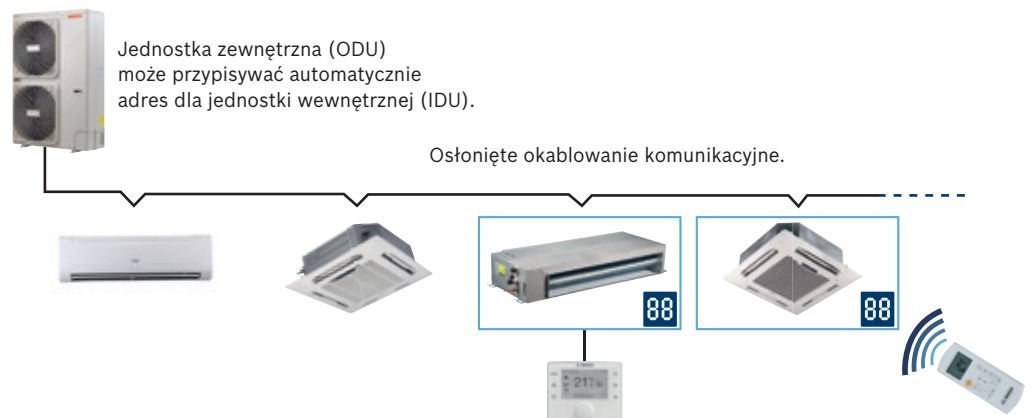 Jednostka zewnętrzna (ODU)
może przypisywać automatycznie
adres dla jednostki wewnętrznej (IDU).
Osłonięte okablowanie komunikacyjne.
88
88